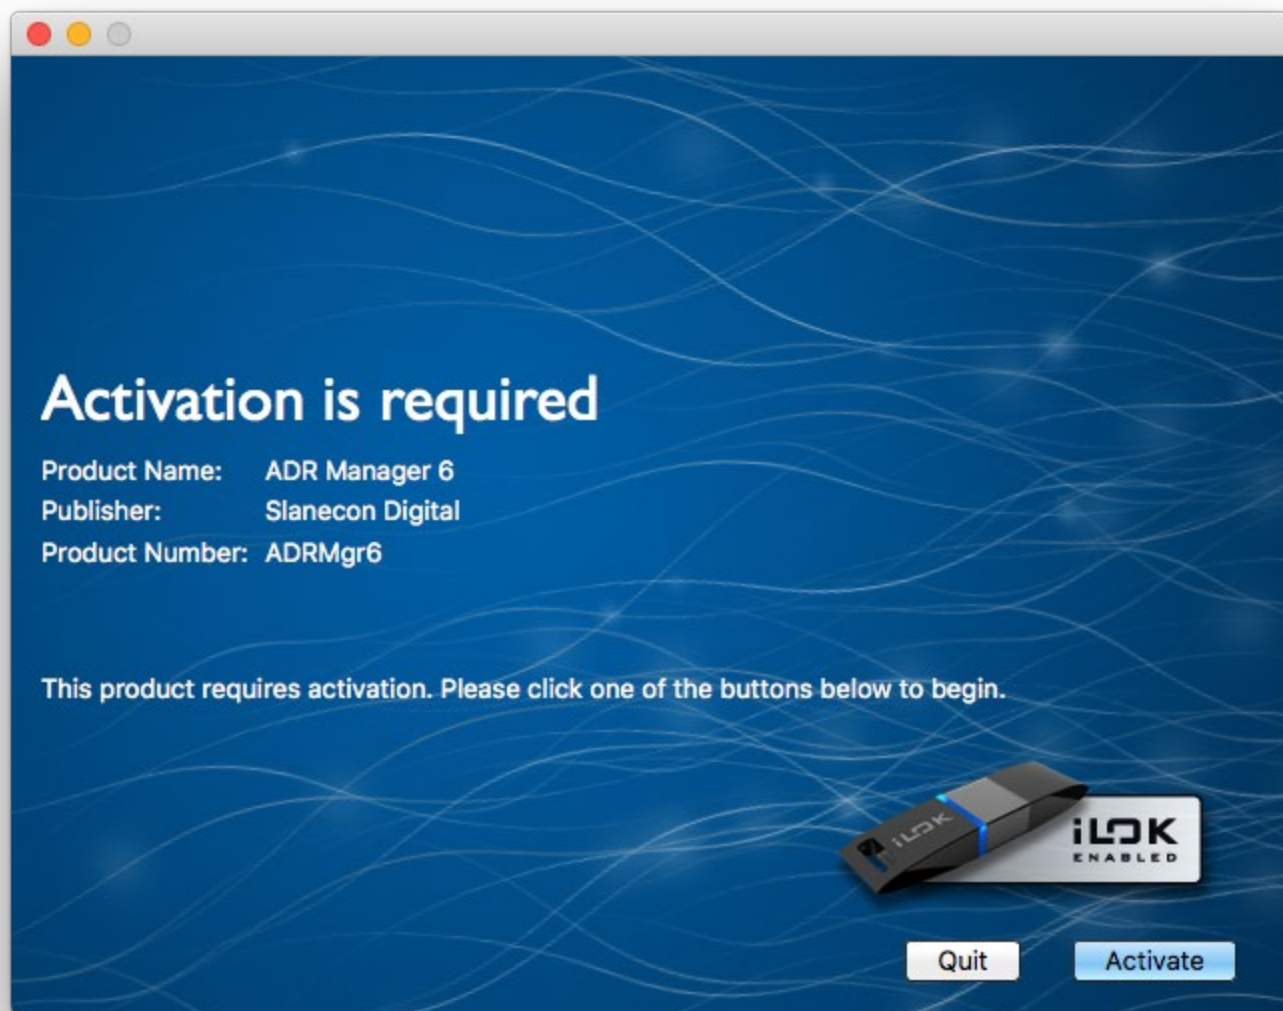 Activation is required
Product Name: ADR Manager 6
Publisher: Slanecon Digital
Product Number: ADRMgr6
This product requires activation. Please click one of the buttons below to begin.
iLOK
iLOK
ENABLED
Quit Activate